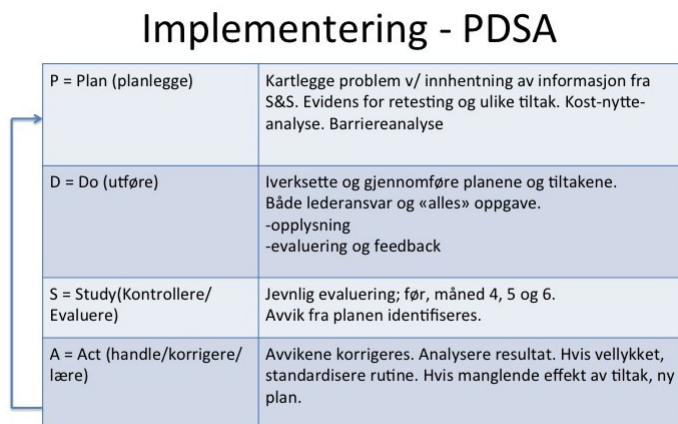 Implementering - PDSA
P = Plan (planlegge)
Kartlegge problem v/ innhentning av informasjon fra
S&S. Evidens for retesting og ulike tiltak. Kost-nytte-
analyse. Barriereanalyse
D = Do (utføre)
Iverksette og gjennomføre planene og tiltakene.
Både lederansvar og «alles» oppgave.
-opplysning
-evaluering og feedback
S = Study(Kontrollere/
Evaluere)
Jevnlig evaluering; før, måned 4, 5 og 6.
Avvik fra planen identifiseres.
A = Act (handle/korrigere/
lære)
Avvikene korrigeres. Analysere resultat. Hvis vellykket,
standardisere rutine. Hvis manglende effekt av tiltak, ny
plan.